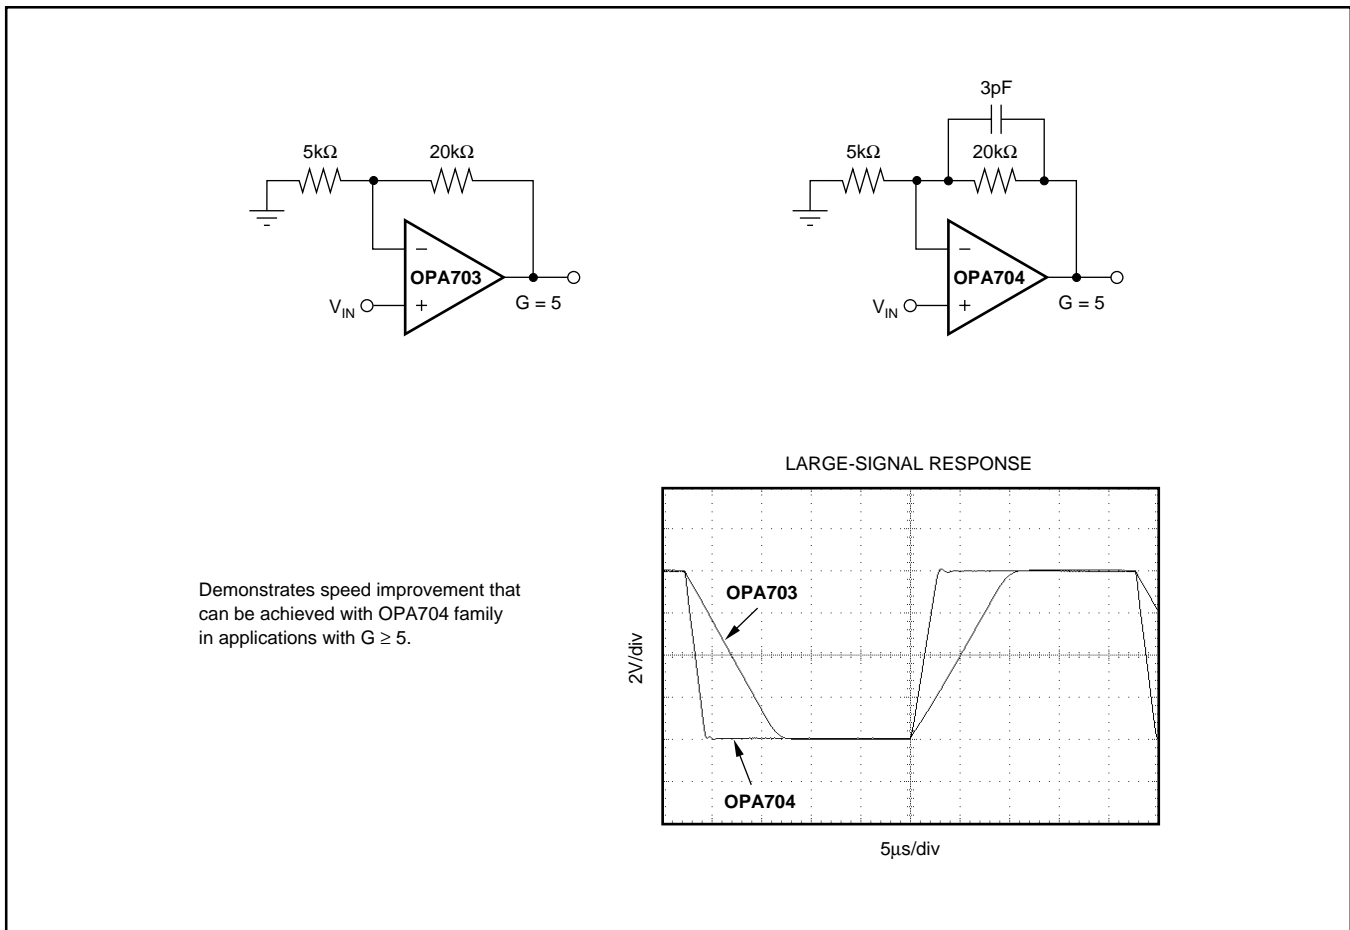 5kΩ
20kΩ
−
OPA703
+
V_IN
G = 5
3pF
5kΩ
20kΩ
−
OPA704
+
V_IN
G = 5
Demonstrates speed improvement that
can be achieved with OPA704 family
in applications with G ≥ 5.
LARGE-SIGNAL RESPONSE
2V/div
OPA703
OPA704
5µs/div